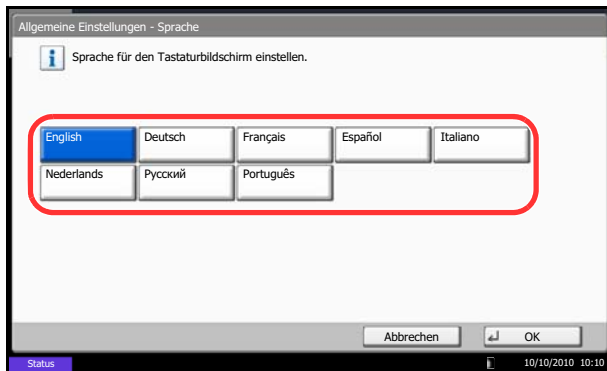 Allgemeine Einstellungen - Sprache
Sprache für den Tastaturbildschirm einstellen.
English Deutsch Français Español Italiano
Nederlands Русский Português
Abbrechen OK
Status 10/10/2010 10:10